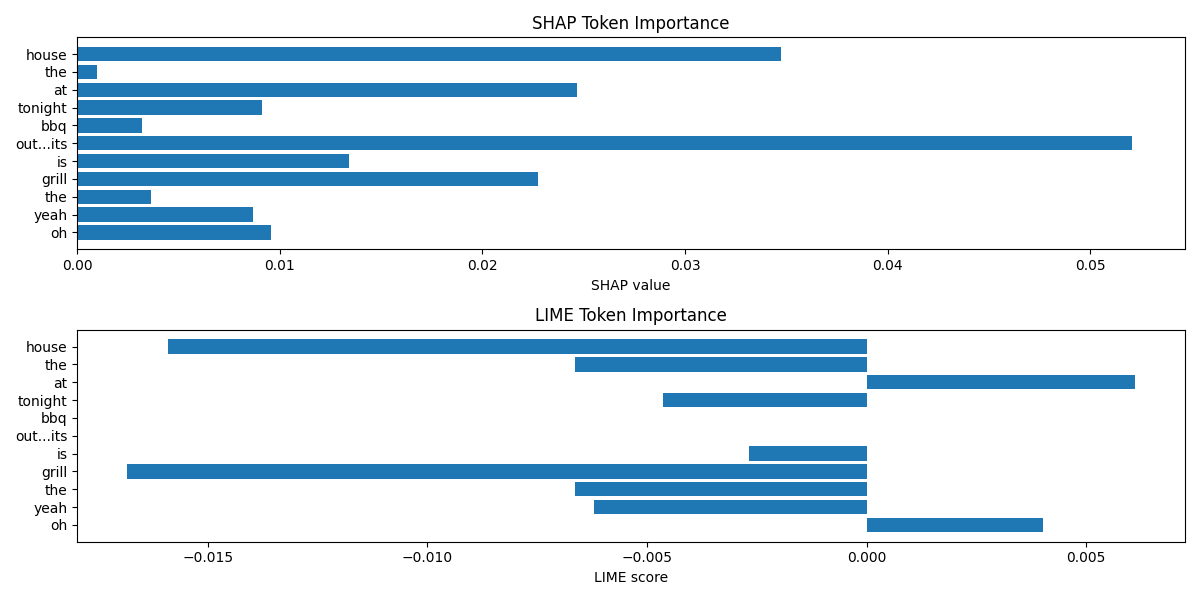 SHAP Token Importance
house
the
at
tonight
bbq
out...its
is
grill
the
yeah
oh
0.00 0.01 0.02 0.03 0.04 0.05
SHAP value
LIME Token Importance
house
the
at
tonight
bbq
out...its
is
grill
the
yeah
oh
−0.015 −0.010 −0.005 0.000 0.005
LIME score